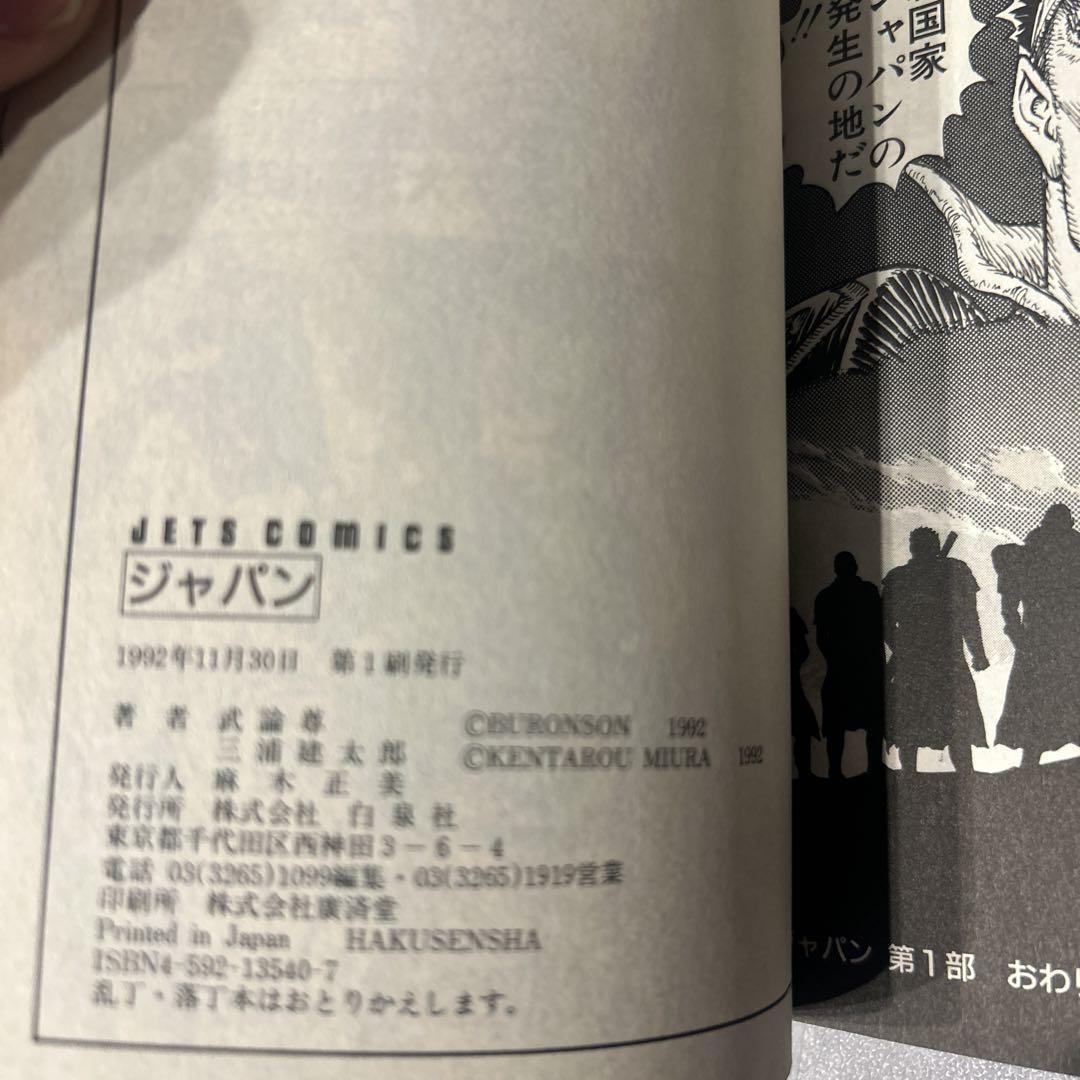 JETS COMICS
ジャパン
1992年11月30日 第1刷発行
著者 武論尊 ©BURONSON 1992
三浦建太郎 ©KENTAROU MIURA 1992
発行人 麻木正美
発行所 株式会社 白泉社
東京都千代田区西神田3-6-4
電話 03(3265)1099編集・03(3265)1919営業
印刷所 株式会社廣済堂
Printed in Japan HAKUSENSHA
ISBN4-592-13540-7
乱丁・落丁本はおとりかえします。
国家
ャパンの
発生の地だ
!!
ジャパン 第1部 おわり